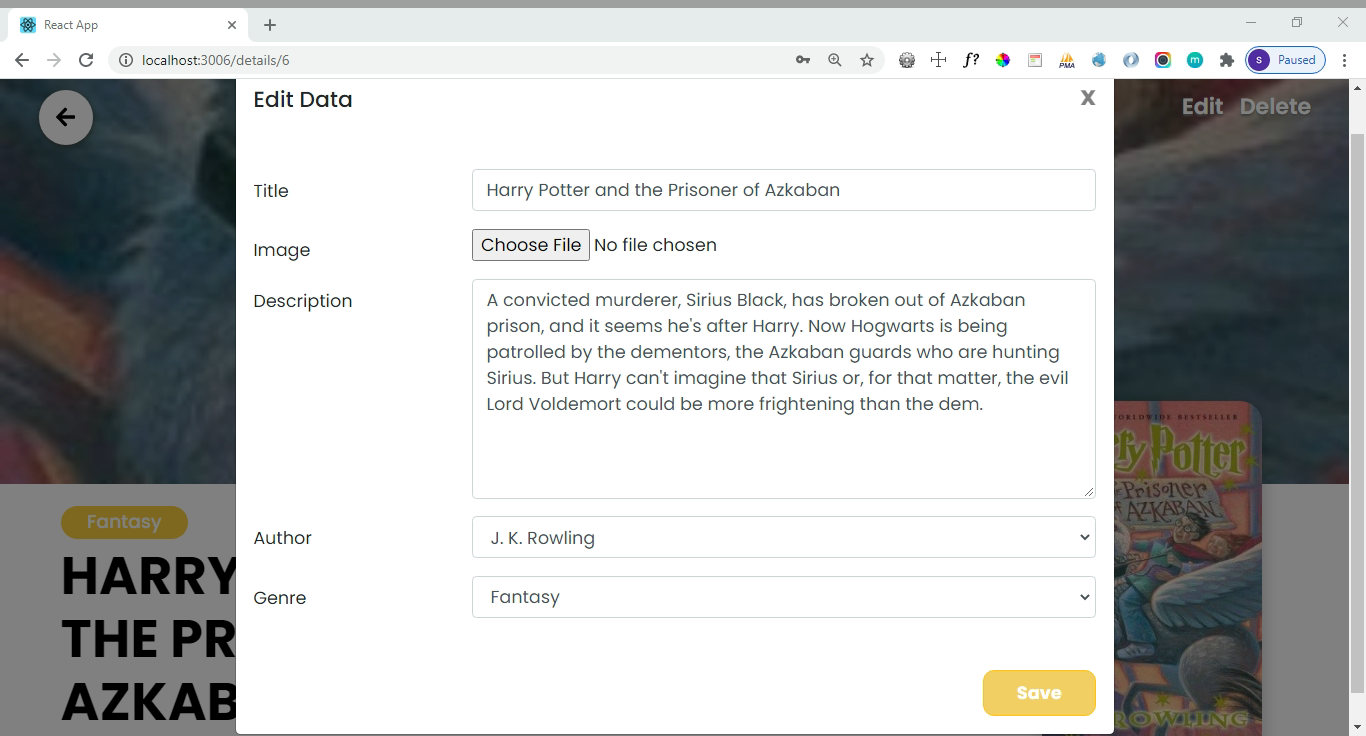 React App
localhost:3006/details/6
f?
PMA
m
S
Paused
Edit Data
X
Edit Delete
Title
Harry Potter and the Prisoner of Azkaban
Image
Choose File No file chosen
Description
A convicted murderer, Sirius Black, has broken out of Azkaban
prison, and it seems he's after Harry. Now Hogwarts is being
patrolled by the dementors, the Azkaban guards who are hunting
Sirius. But Harry can't imagine that Sirius or, for that matter, the evil
Lord Voldemort could be more frightening than the dem.
Author
J. K. Rowling
Genre
Fantasy
Save
Fantasy
HARRY
THE PR
AZKAB
ORLDWIDE BESTSELLER
ry Potter
Prisoner
OF AZKABAN
ROWLING